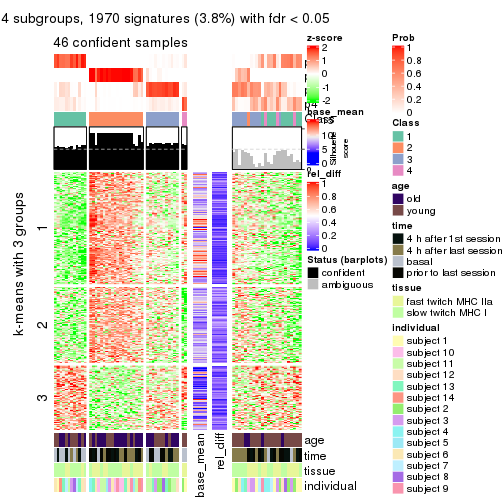 4 subgroups, 1970 signatures (3.8%) with fdr < 0.05
46 confident samples
k-means with 3 groups
1
2
3
base_mean
rel_diff
age
time
tissue
individual
z-score
2
1
0
-1
-2
base_mean
10
5
0
Silhouette
score
rel_diff
1
0.8
0.6
0.4
0.2
0
Status (barplots)
confident
ambiguous
Prob
1
0.8
0.6
0.4
0.2
0
Class
1
2
3
4
age
old
young
time
4 h after 1st session
4 h after last session
basal
prior to last session
tissue
fast twitch MHC IIa
slow twitch MHC I
individual
subject 1
subject 10
subject 11
subject 12
subject 13
subject 14
subject 2
subject 3
subject 4
subject 5
subject 6
subject 7
subject 8
subject 9